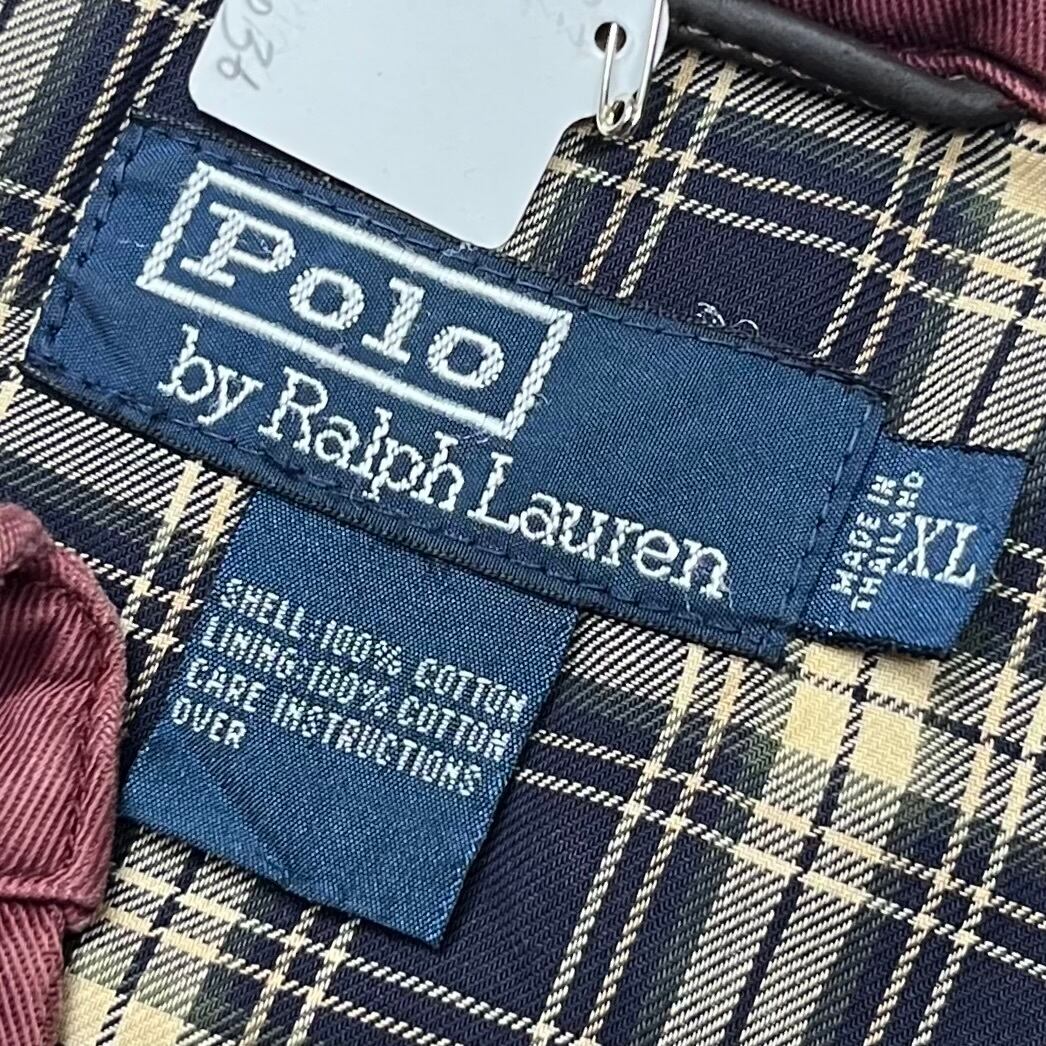 Polo
by Ralph Lauren
MADE IN
THAILAND
XL
SHELL:100% COTTON
LINING:100% COTTON
CARE INSTRUCTIONS
OVER